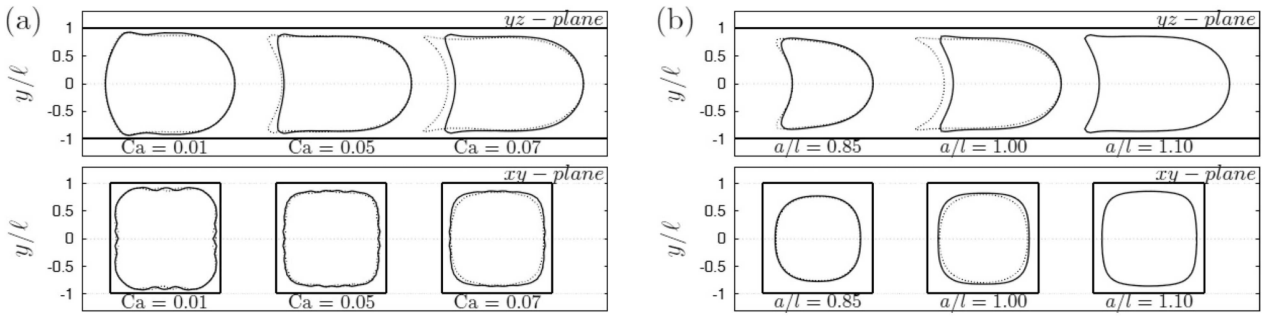 (a)
yz − plane
y/ℓ
1
0.5
0
-0.5
-1
Ca = 0.01 Ca = 0.05 Ca = 0.07
xy − plane
y/ℓ
1
0.5
0
-0.5
-1
Ca = 0.01 Ca = 0.05 Ca = 0.07
(b)
yz − plane
y/ℓ
1
0.5
0
-0.5
-1
a/l = 0.85 a/l = 1.00 a/l = 1.10
xy − plane
y/ℓ
1
0.5
0
-0.5
-1
a/l = 0.85 a/l = 1.00 a/l = 1.10